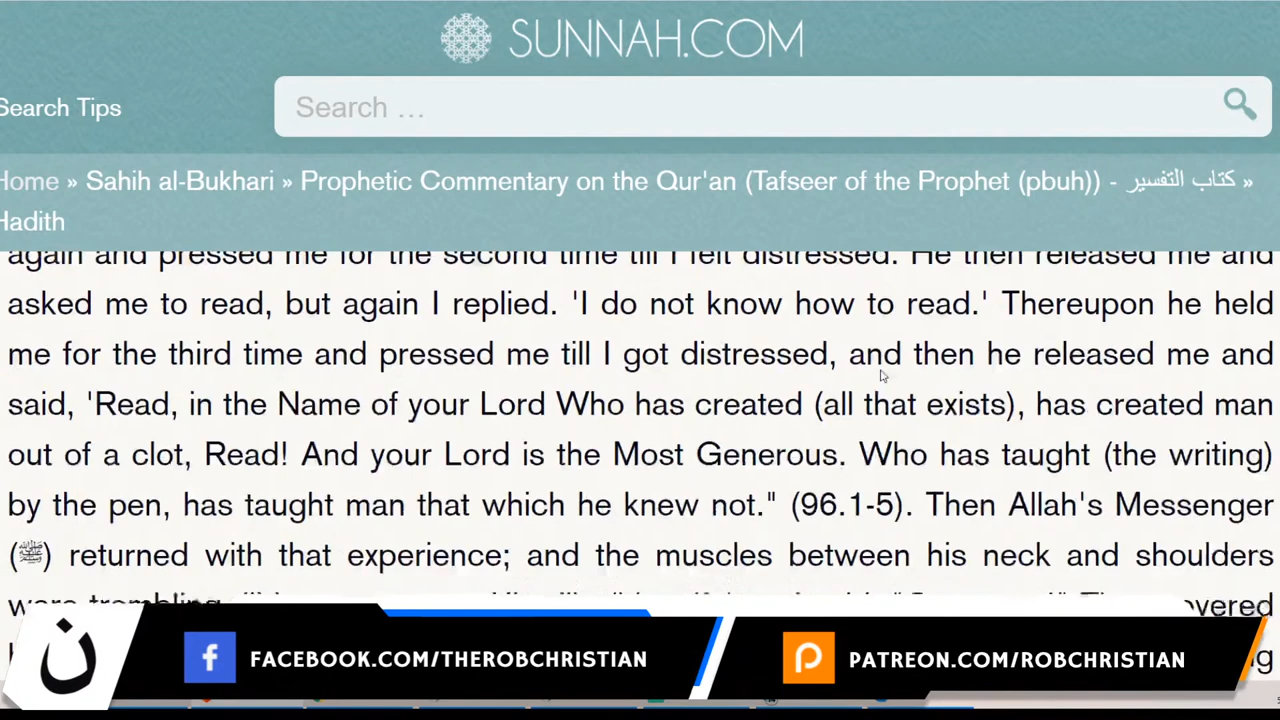 SUNNAH.COM
Search Tips
Search …
Home » Sahih al-Bukhari » Prophetic Commentary on the Qur'an (Tafseer of the Prophet (pbuh)) - كتاب التفسير »
Hadith
again and pressed me for the second time till I felt distressed. He then released me and
asked me to read, but again I replied. 'I do not know how to read.' Thereupon he held
me for the third time and pressed me till I got distressed, and then he released me and
said, 'Read, in the Name of your Lord Who has created (all that exists), has created man
out of a clot, Read! And your Lord is the Most Generous. Who has taught (the writing)
by the pen, has taught man that which he knew not." (96.1-5). Then Allah's Messenger
(ﷺ) returned with that experience; and the muscles between his neck and shoulders
were trembling
ن
FACEBOOK.COM/THEROBCHRISTIAN
PATREON.COM/ROBCHRISTIAN